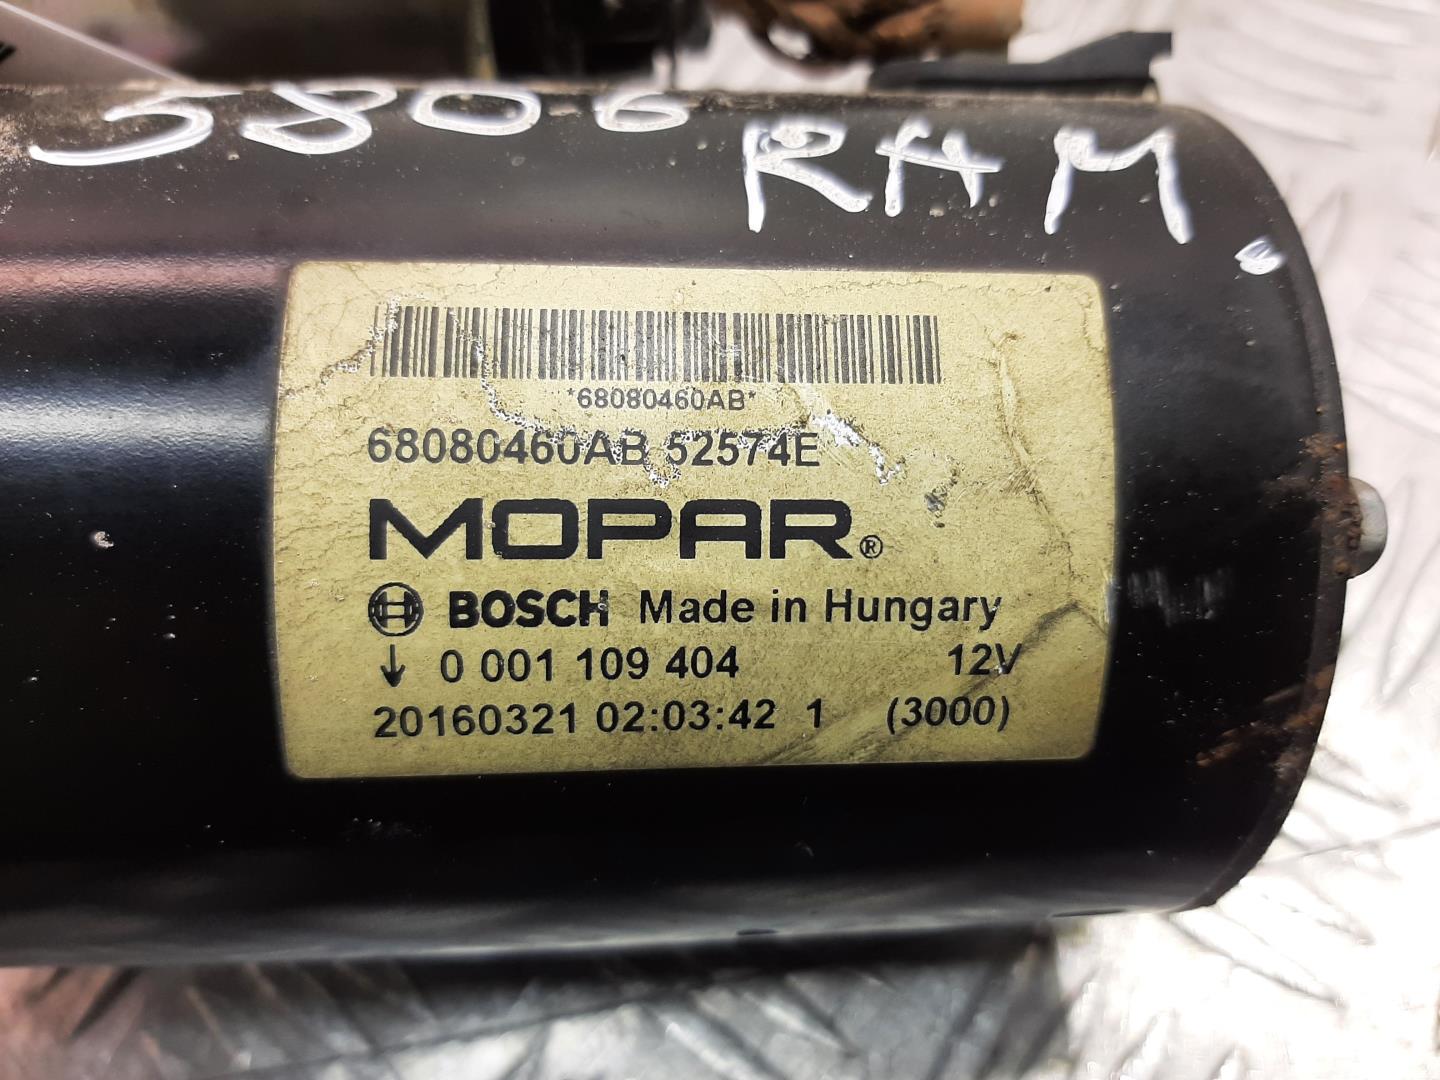 5806 RAM.
*68080460AB*
68080460AB 52574E
MOPAR®
BOSCH Made in Hungary
↓ 0 001 109 404 12V
20160321 02:03:42 1 (3000)